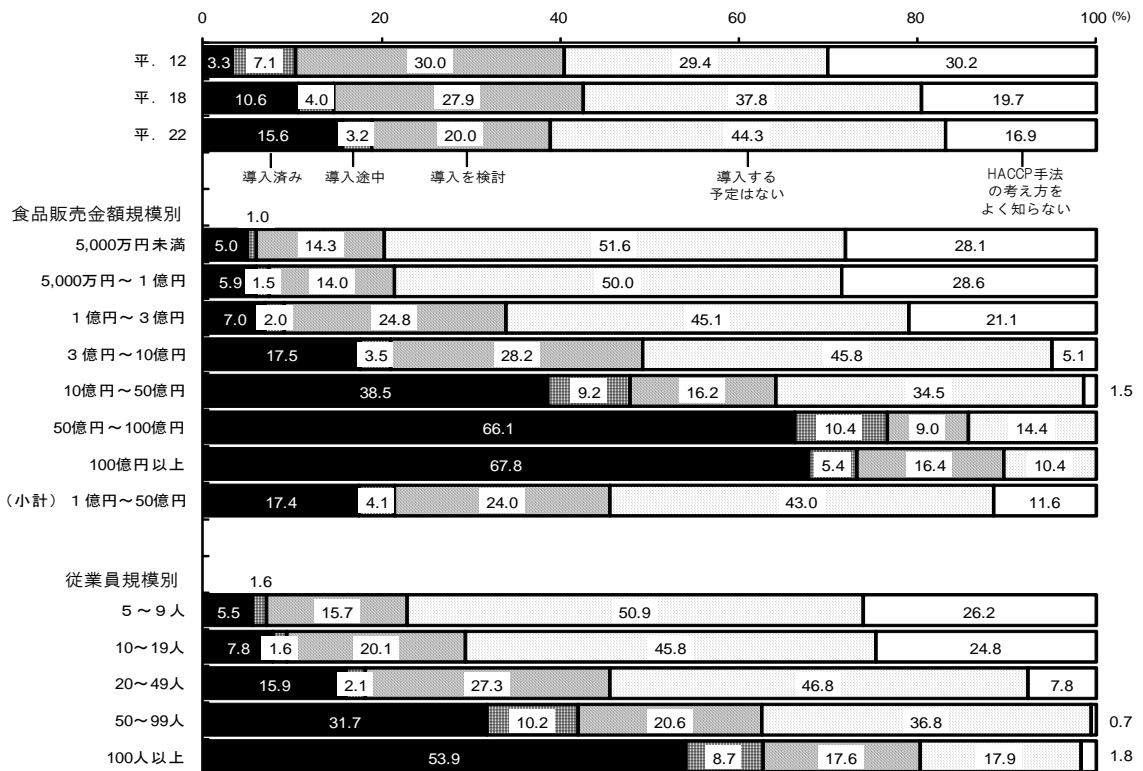 0 20 40 60 80 100 (%)
平. 12 3.3 7.1 30.0 29.4 30.2
平. 18 10.6 4.0 27.9 37.8 19.7
平. 22 15.6 3.2 20.0 44.3 16.9
導入済み 導入途中 導入を検討 導入する HACCP手法
予定はない の考え方を
よく知らない
食品販売金額規模別 1.0
5,000万円未満 5.0 14.3 51.6 28.1
5,000万円～1億円 5.9 1.5 14.0 50.0 28.6
1億円～3億円 7.0 2.0 24.8 45.1 21.1
3億円～10億円 17.5 3.5 28.2 45.8 5.1
10億円～50億円 38.5 9.2 16.2 34.5 1.5
50億円～100億円 66.1 10.4 9.0 14.4
100億円以上 67.8 5.4 16.4 10.4
（小計） 1億円～50億円 17.4 4.1 24.0 43.0 11.6
従業員規模別 1.6
5～9人 5.5 15.7 50.9 26.2
10～19人 7.8 1.6 20.1 45.8 24.8
20～49人 15.9 2.1 27.3 46.8 7.8
50～99人 31.7 10.2 20.6 36.8 0.7
100人以上 53.9 8.7 17.6 17.9 1.8